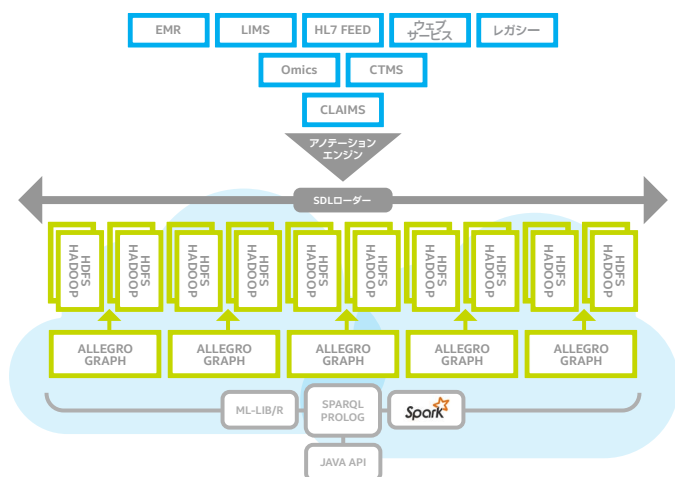 EMR
LIMS
HL7 FEED
ウェブ
サービス
レガシー
Omics
CTMS
CLAIMS
アノテーション
エンジン
SDLローダー
HDFS
HADOOP
HDFS
HADOOP
HDFS
HADOOP
HDFS
HADOOP
HDFS
HADOOP
HDFS
HADOOP
HDFS
HADOOP
HDFS
HADOOP
HDFS
HADOOP
HDFS
HADOOP
ALLEGRO
GRAPH
ALLEGRO
GRAPH
ALLEGRO
GRAPH
ALLEGRO
GRAPH
ALLEGRO
GRAPH
ML-LIB/R
SPARQL
PROLOG
Spark
JAVA API